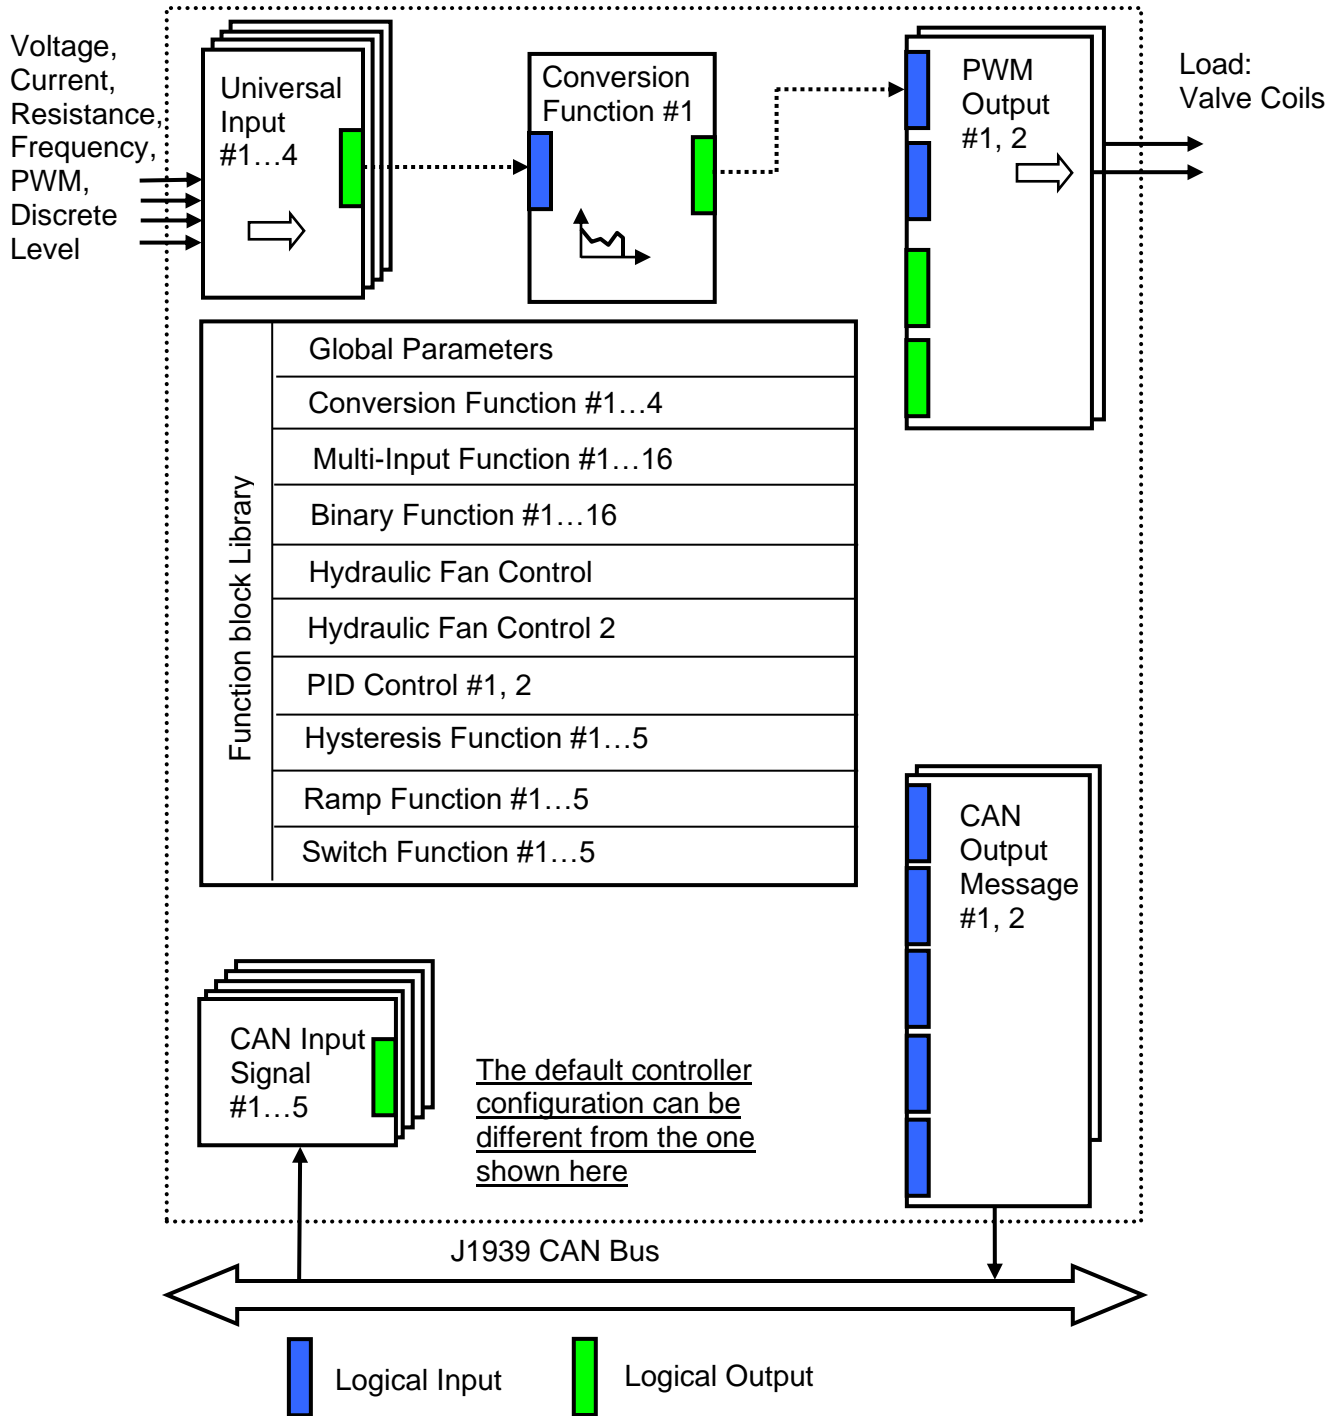 Voltage,
Current,
Resistance,
Frequency,
PWM,
Discrete
Level
Universal
Input
#1…4
Conversion
Function #1
PWM
Output
#1, 2
Load:
Valve Coils
Function block Library
Global Parameters
Conversion Function #1…4
Multi-Input Function #1…16
Binary Function #1…16
Hydraulic Fan Control
Hydraulic Fan Control 2
PID Control #1, 2
Hysteresis Function #1…5
Ramp Function #1…5
Switch Function #1…5
CAN
Output
Message
#1, 2
CAN Input
Signal
#1…5
The default controller
configuration can be
different from the one
shown here
J1939 CAN Bus
Logical Input
Logical Output